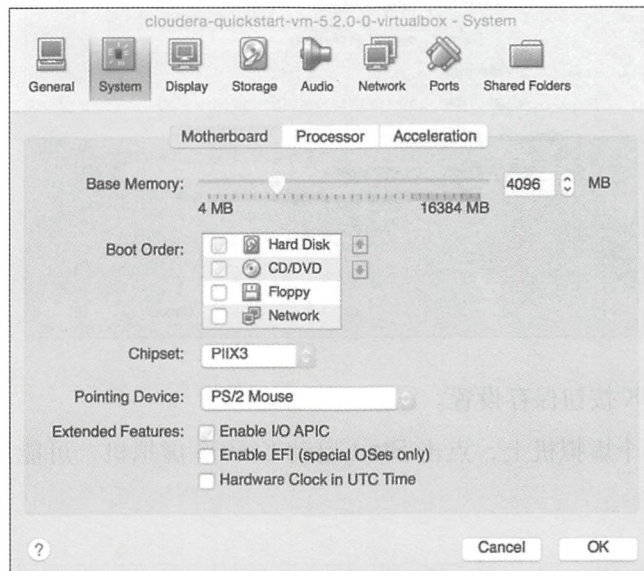 cloudera-quickstart-vm-5.2.0-0-virtualbox - System
General System Display Storage Audio Network Ports Shared Folders
Motherboard Processor Acceleration
Base Memory: 4096 MB
4 MB 16384 MB
Boot Order: Hard Disk
CD/DVD
Floppy
Network
Chipset: PIIX3
Pointing Device: PS/2 Mouse
Extended Features: Enable I/O APIC
Enable EFI (special OSes only)
Hardware Clock in UTC Time
? Cancel OK